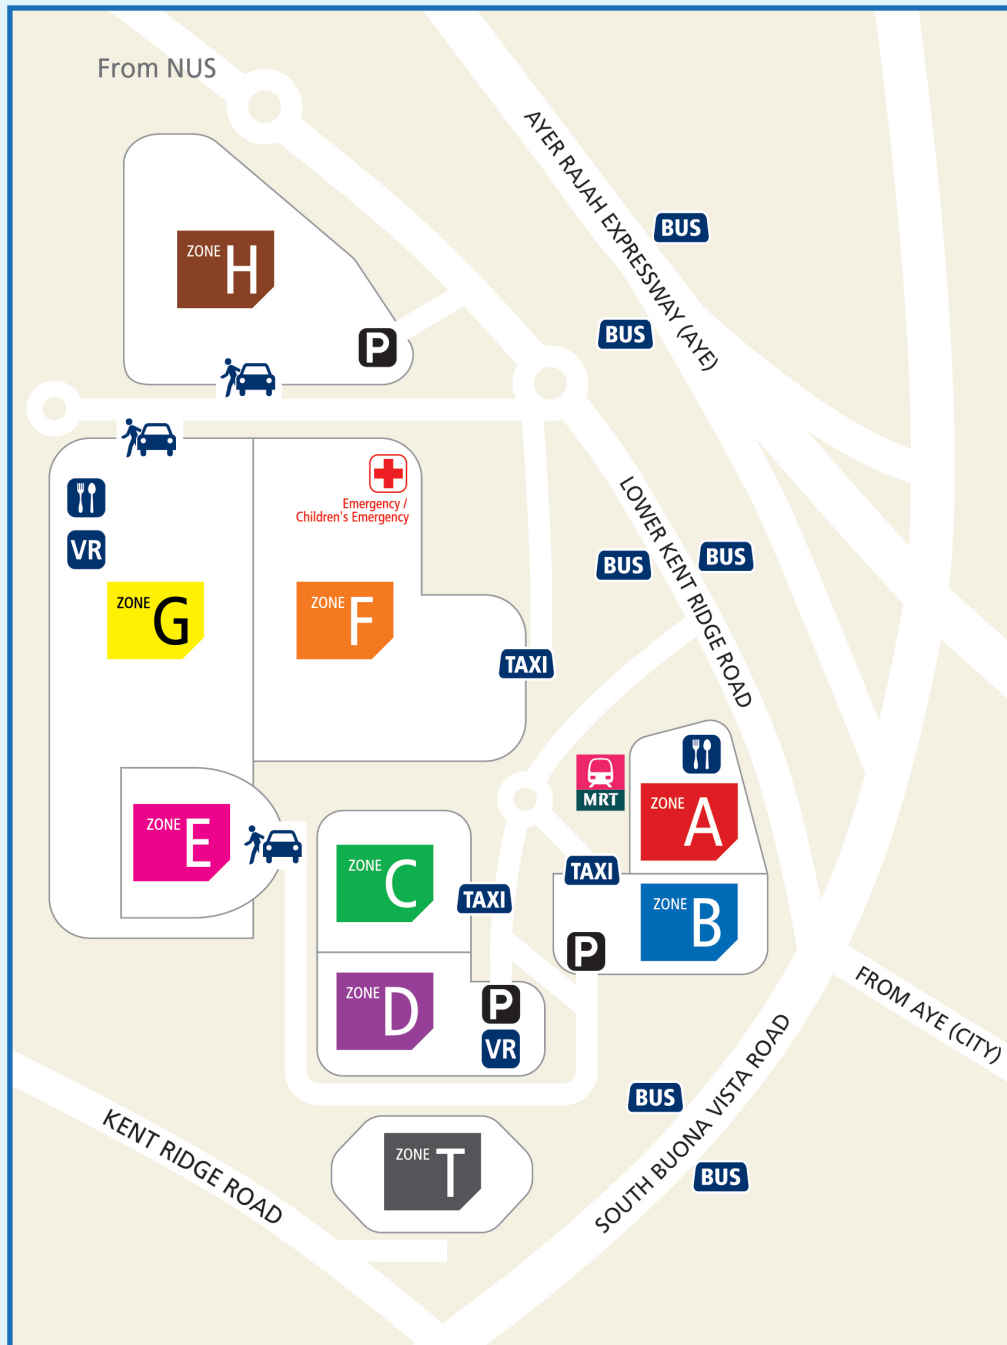 From NUS
AYER RAJAH EXPRESSWAY (AYE)
BUS
ZONE H
BUS
P
Emergency /
Children's Emergency
LOWER KENT RIDGE ROAD
VR
BUS
BUS
ZONE G
ZONE F
TAXI
MRT
ZONE A
ZONE E
ZONE C
TAXI
TAXI
ZONE B
P
ZONE D
P
VR
FROM AYE (CITY)
SOUTH BUONA VISTA ROAD
BUS
KENT RIDGE ROAD
ZONE T
BUS